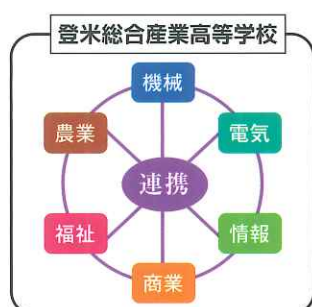 登米総合産業高等学校
機械
農業
電気
連携
福祉
情報
商業